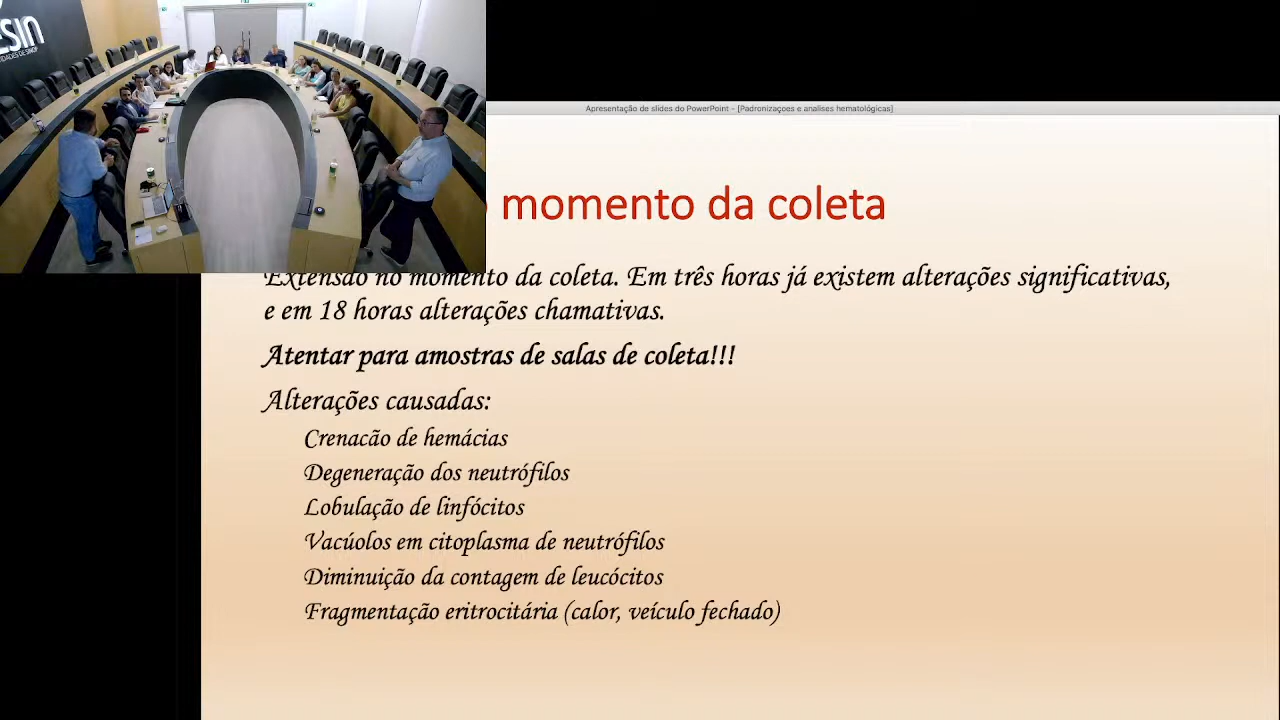 ESIN
Apresentação de slides do PowerPoint - [Padronizaçoes e analises hematológicas]
momento da coleta
Extensão no momento da coleta. Em três horas já existem alterações significativas,
e em 18 horas alterações chamativas.
Atentar para amostras de salas de coleta!!!
Alterações causadas:
Crenacão de hemácias
Degeneração dos neutrófilos
Lobulação de linfócitos
Vacúolos em citoplasma de neutrófilos
Diminuição da contagem de leucócitos
Fragmentação eritrocitária (calor, veículo fechado)